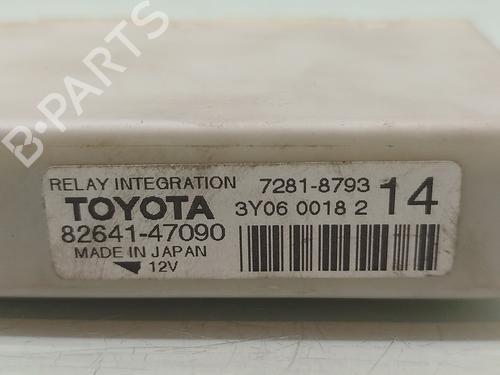 B-PARTS
RELAY INTEGRATION 7281-8793 14
TOYOTA 3Y06 0018 2
82641-47090
MADE IN JAPAN
12V